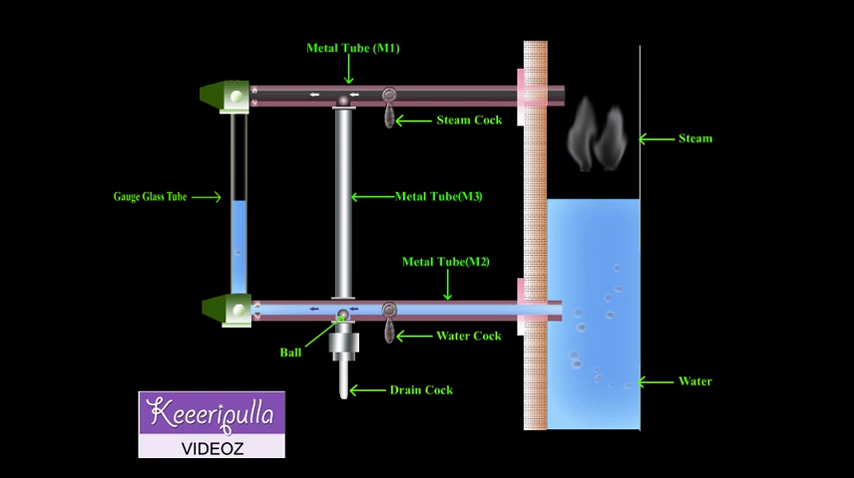 Metal Tube (M1)
Steam Cock
Steam
Gauge Glass Tube
Metal Tube(M3)
Metal Tube(M2)
Water Cock
Ball
Water
Drain Cock
Keeeripulla
VIDEOZ